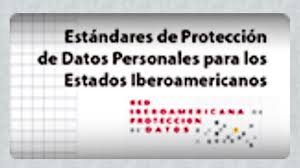 Estándares de Protección
de Datos Personales para los
Estados Iberoamericanos
RED
IBEROAMERICANA DE
PROTECCIÓN
DE DATOS